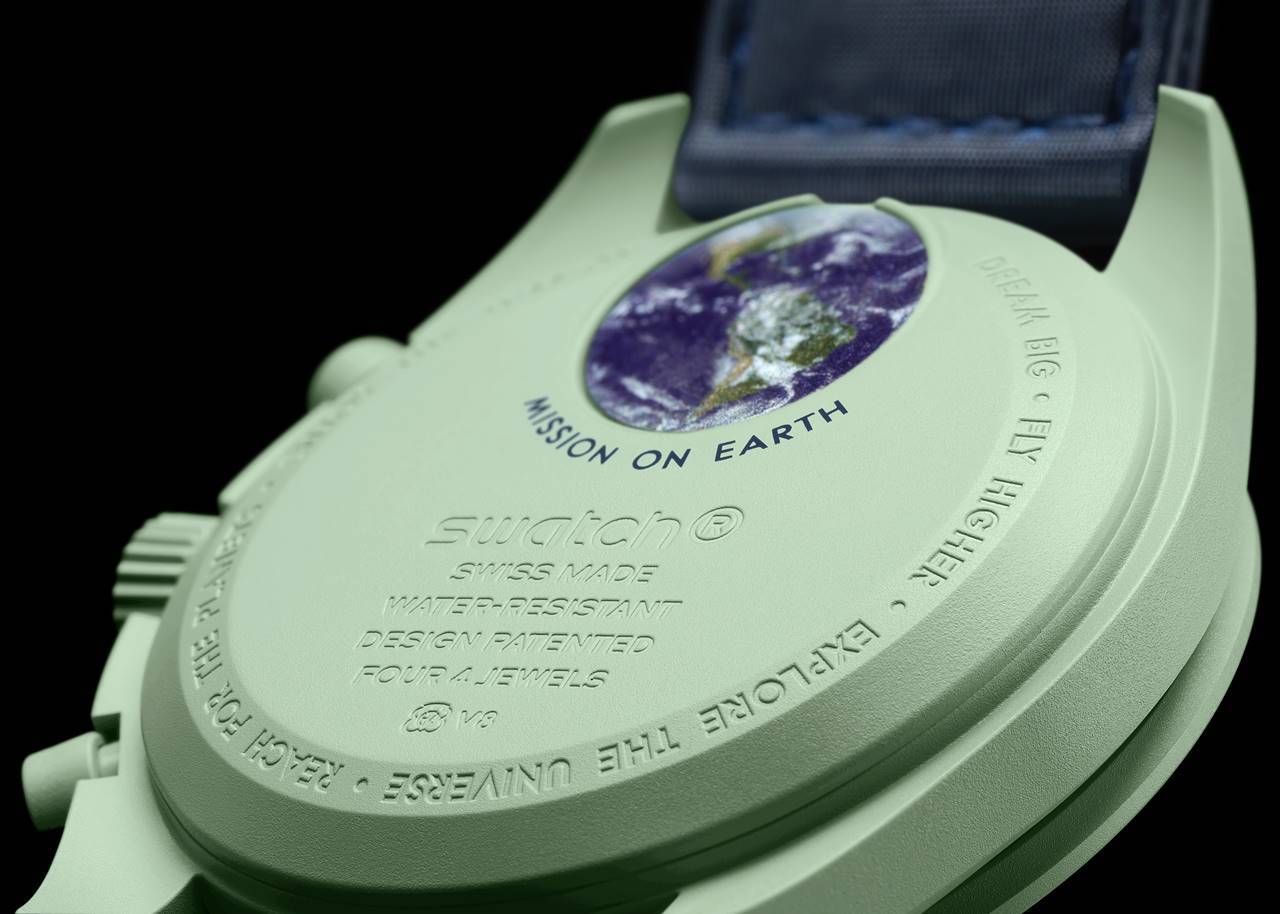 MISSION ON EARTH
swatch®
SWISS MADE
WATER-RESISTANT
DESIGN PATENTED
FOUR 4 JEWELS
V8
DREAM BIG • FLY HIGHER • EXPLORE THE UNIVERSE • REACH FOR THE PLANETS •